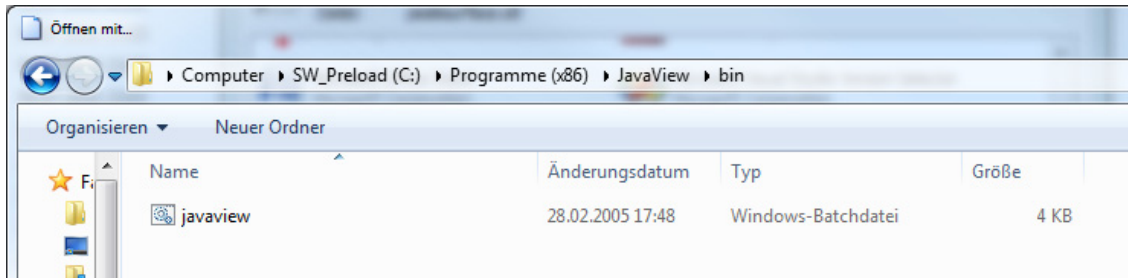 Öffnen mit...
Computer SW_Preload (C:) Programme (x86) JavaView bin
Organisieren Neuer Ordner
Name Änderungsdatum Typ Größe
javaview 28.02.2005 17:48 Windows-Batchdatei 4 KB